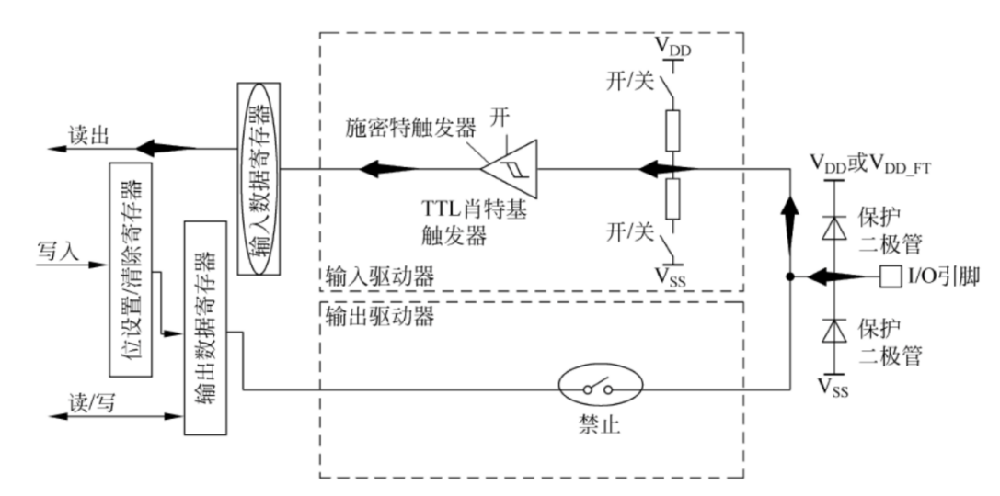 V_DD
开/关
施密特触发器
开
读出
输入数据寄存器
V_DD或V_DD_FT
位设置/清除寄存器
TTL肖特基
触发器
保护
二极管
开/关
写入
输出数据寄存器
输入驱动器
V_SS
I/O引脚
输出驱动器
保护
二极管
V_SS
读/写
禁止